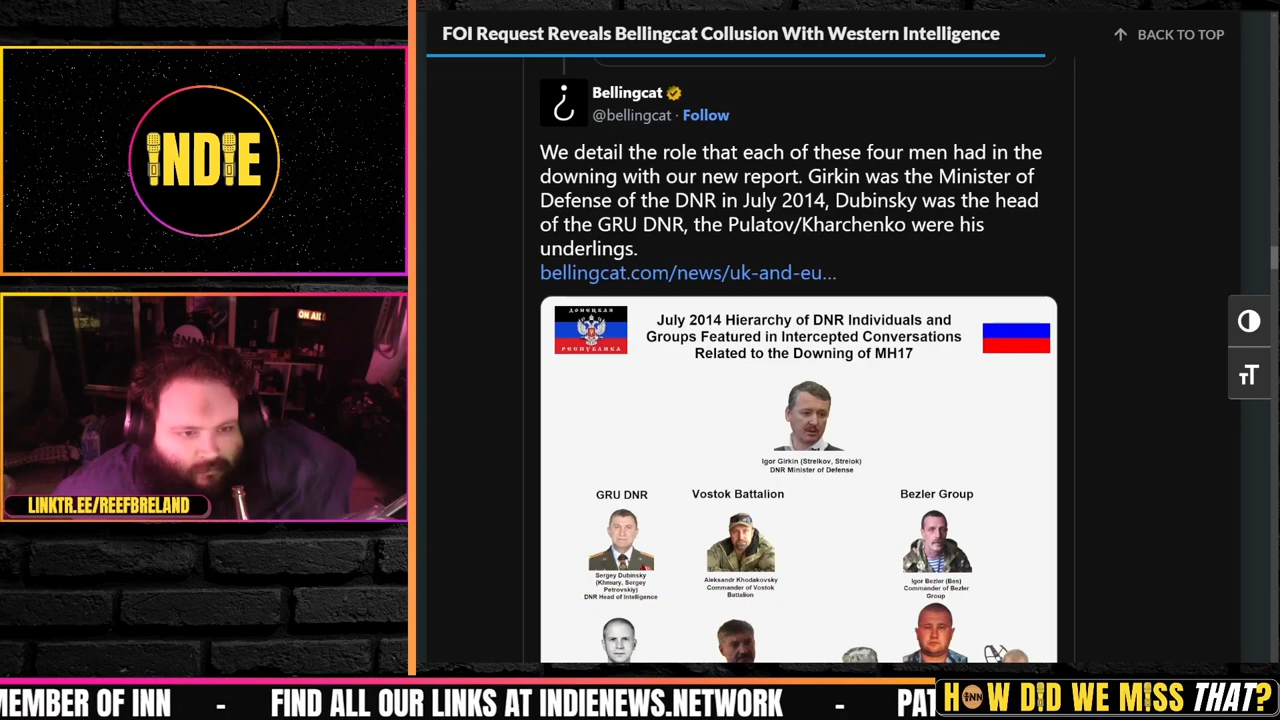 FOI Request Reveals Bellingcat Collusion With Western Intelligence
BACK TO TOP
Bellingcat
@bellingcat · Follow
We detail the role that each of these four men had in the
downing with our new report. Girkin was the Minister of
Defense of the DNR in July 2014, Dubinsky was the head
of the GRU DNR, the Pulatov/Kharchenko were his
underlings.
bellingcat.com/news/uk-and-eu...
ДОНЕЦКАЯ
РЕСПУБЛИКА
July 2014 Hierarchy of DNR Individuals and
Groups Featured in Intercepted Conversations
Related to the Downing of MH17
Igor Girkin (Strelkov, Strelok)
DNR Minister of Defense
GRU DNR
Vostok Battalion
Bezler Group
Sergey Dubinsky
(Khmury, Sergey
Petrovskiy)
DNR Head of Intelligence
Aleksandr Khodakovsky
Commander of Vostok
Battalion
Igor Bezler (Bes)
Commander of Bezler
Group
TT
INDIE
ON AIR
INN
LINKTR.EE/REEFBRELAND
MEMBER OF INN - FIND ALL OUR LINKS AT INDIENEWS.NETWORK - PAT
HOW DID WE MISS THAT?
INN